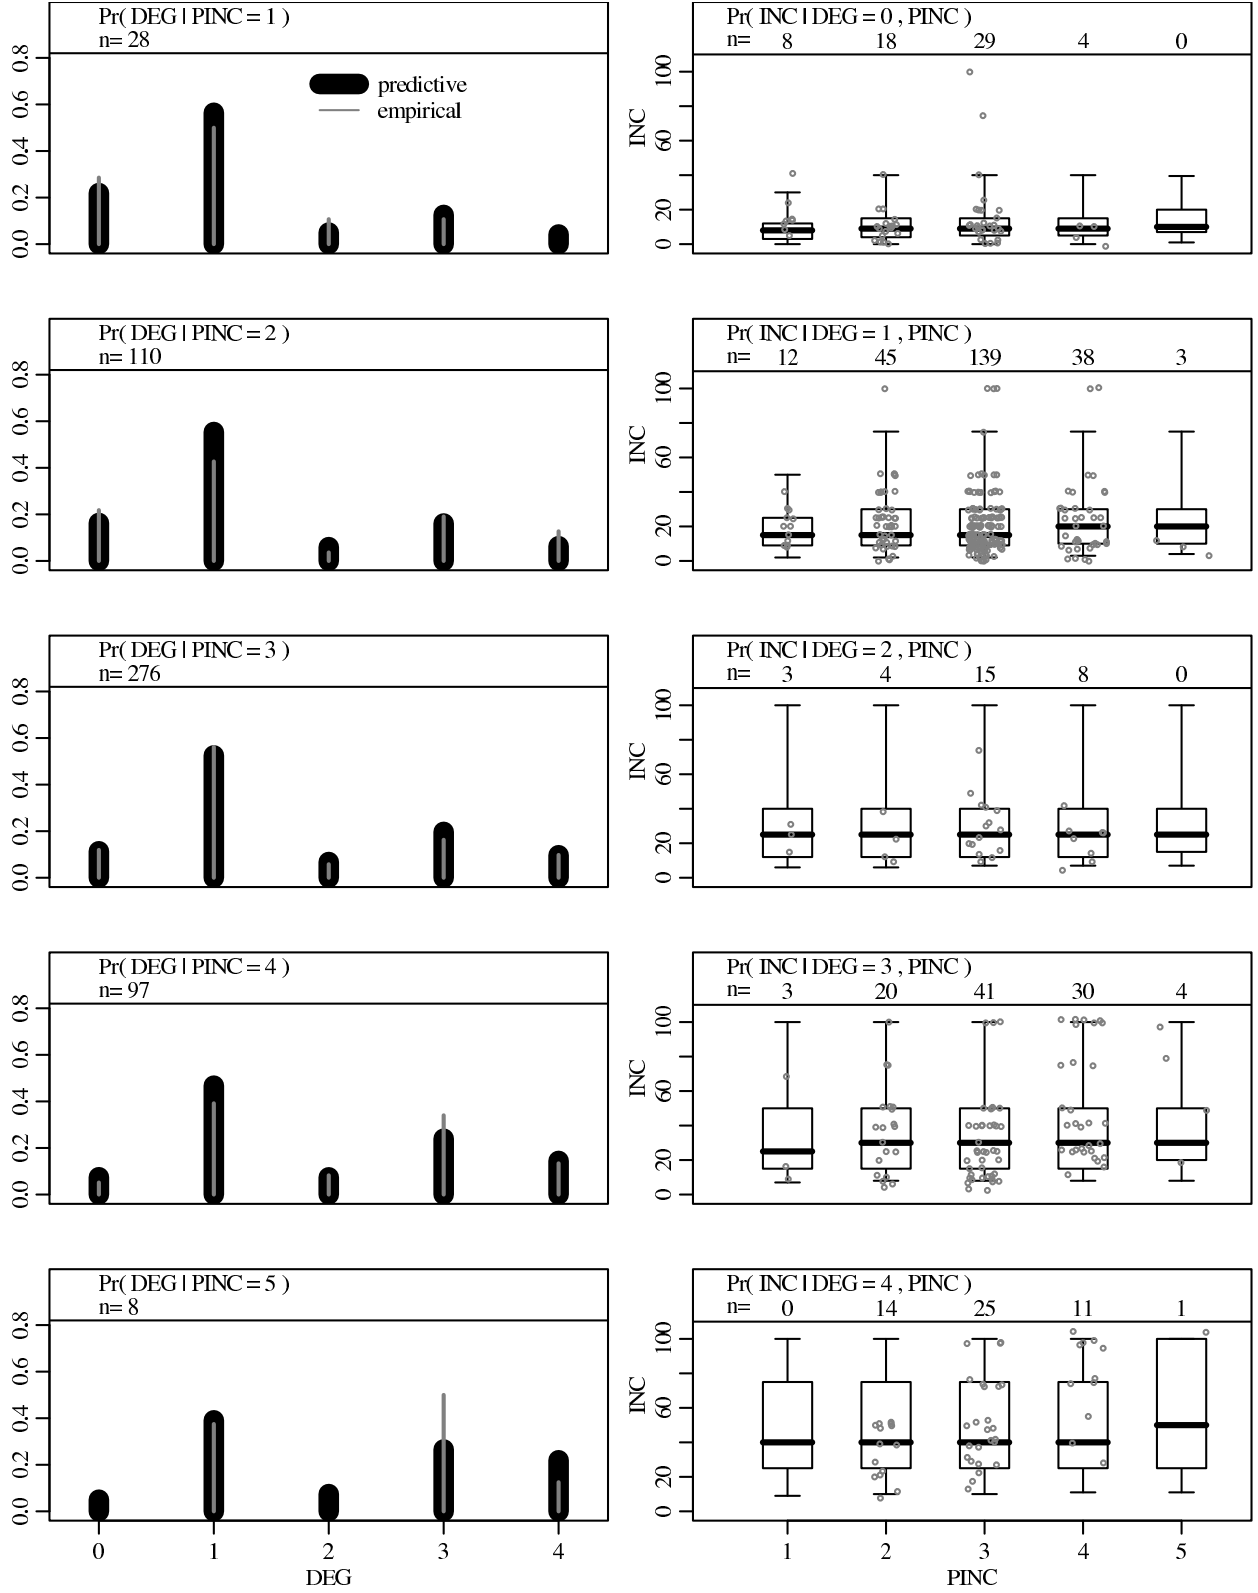 Pr( DEG | PINC = 1 )
n= 28
0.0 0.2 0.4 0.6 0.8
predictive
empirical
Pr( INC | DEG = 0 , PINC )
n= 8 18 29 4 0
INC
0 20 60 100
Pr( DEG | PINC = 2 )
n= 110
0.0 0.2 0.4 0.6 0.8
Pr( INC | DEG = 1 , PINC )
n= 12 45 139 38 3
INC
0 20 60 100
Pr( DEG | PINC = 3 )
n= 276
0.0 0.2 0.4 0.6 0.8
Pr( INC | DEG = 2 , PINC )
n= 3 4 15 8 0
INC
0 20 60 100
Pr( DEG | PINC = 4 )
n= 97
0.0 0.2 0.4 0.6 0.8
Pr( INC | DEG = 3 , PINC )
n= 3 20 41 30 4
INC
0 20 60 100
Pr( DEG | PINC = 5 )
n= 8
0.0 0.2 0.4 0.6 0.8
0 1 2 3 4
DEG
Pr( INC | DEG = 4 , PINC )
n= 0 14 25 11 1
INC
0 20 60 100
1 2 3 4 5
PINC